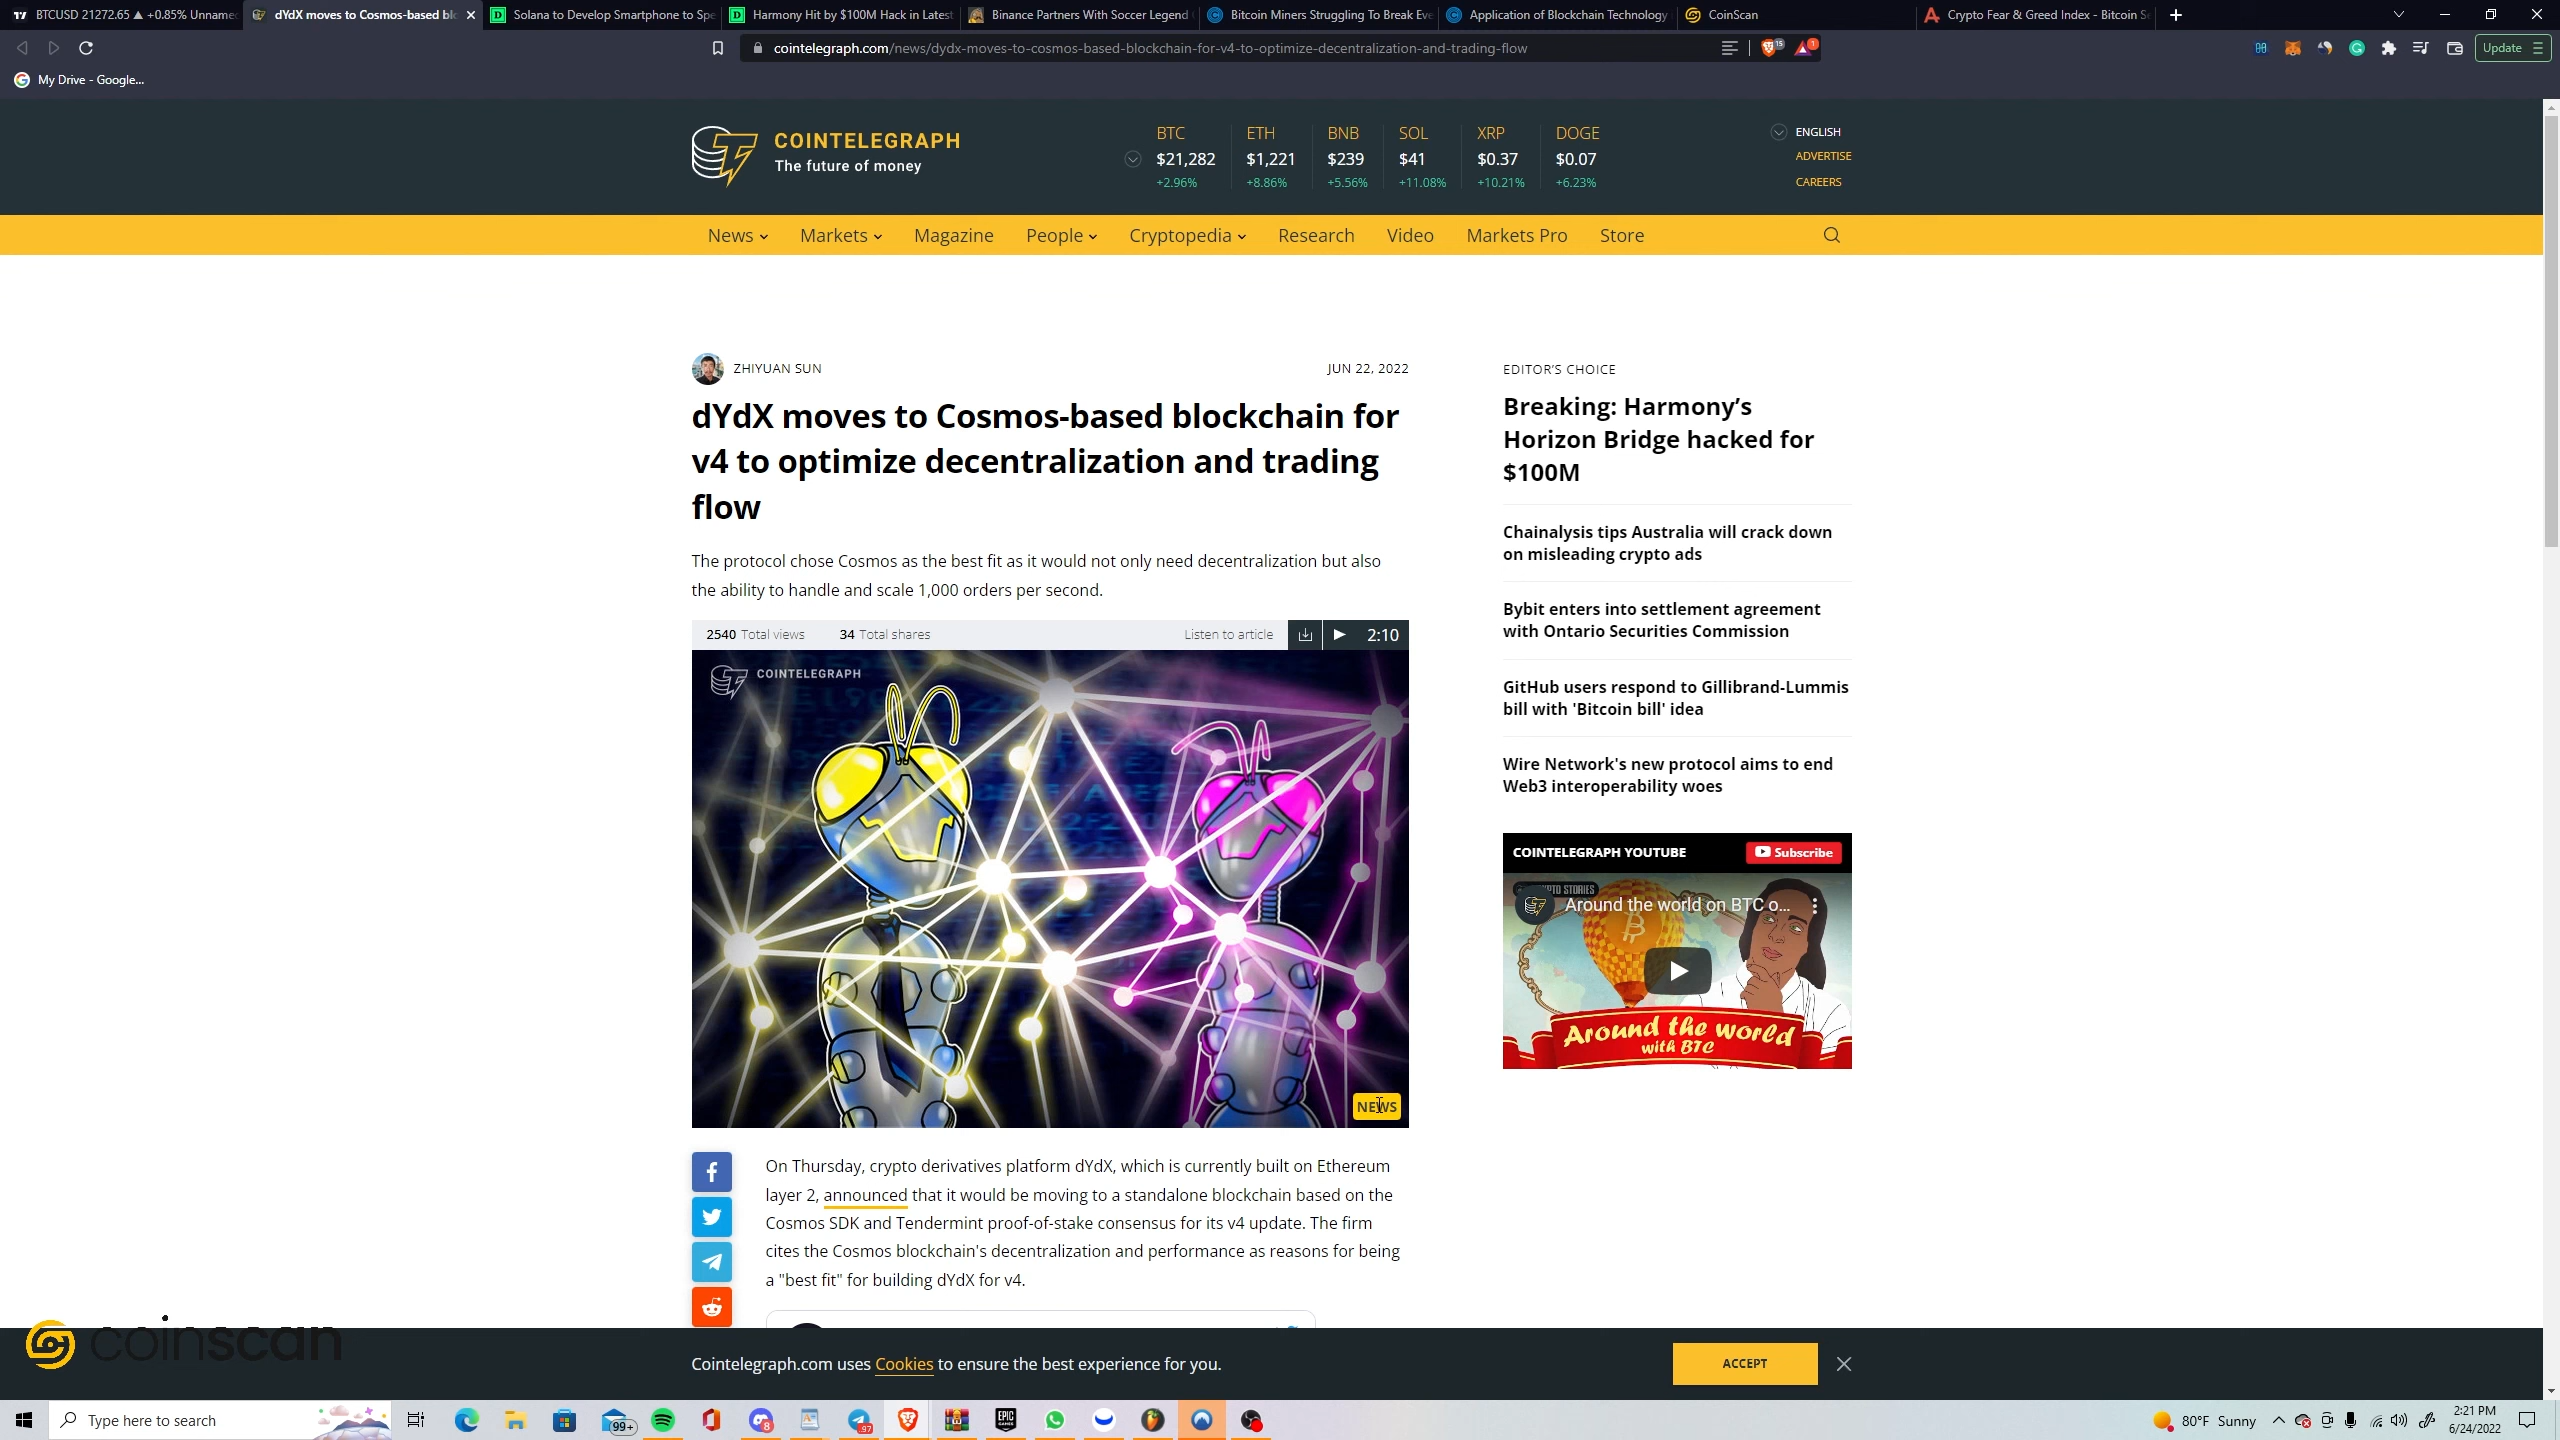 BTCUSD 21272.65 ▲ +0.85% Unname
dYdX moves to Cosmos-based bl
Solana to Develop Smartphone to Spe
Harmony Hit by $100M Hack in Latest
Binance Partners With Soccer Legend
Bitcoin Miners Struggling To Break Eve
Application of Blockchain Technology
CoinScan
Crypto Fear & Greed Index - Bitcoin Se
cointelegraph.com/news/dydx-moves-to-cosmos-based-blockchain-for-v4-to-optimize-decentralization-and-trading-flow
15
1
Update
My Drive - Google...
COINTELEGRAPH
The future of money
BTC ETH BNB SOL XRP DOGE
$21,282 $1,221 $239 $41 $0.37 $0.07
+2.96% +8.86% +5.56% +11.08% +10.21% +6.23%
ENGLISH
ADVERTISE
CAREERS
News Markets Magazine People Cryptopedia Research Video Markets Pro Store
ZHIYUAN SUN
JUN 22, 2022
dYdX moves to Cosmos-based blockchain for
v4 to optimize decentralization and trading
flow
The protocol chose Cosmos as the best fit as it would not only need decentralization but also
the ability to handle and scale 1,000 orders per second.
2540 Total views 34 Total shares Listen to article 2:10
COINTELEGRAPH
NEWS
On Thursday, crypto derivatives platform dYdX, which is currently built on Ethereum
layer 2, announced that it would be moving to a standalone blockchain based on the
Cosmos SDK and Tendermint proof-of-stake consensus for its v4 update. The firm
cites the Cosmos blockchain's decentralization and performance as reasons for being
a "best fit" for building dYdX for v4.
EDITOR'S CHOICE
Breaking: Harmony's
Horizon Bridge hacked for
$100M
Chainalysis tips Australia will crack down
on misleading crypto ads
Bybit enters into settlement agreement
with Ontario Securities Commission
GitHub users respond to Gillibrand-Lummis
bill with 'Bitcoin bill' idea
Wire Network's new protocol aims to end
Web3 interoperability woes
COINTELEGRAPH YOUTUBE
Subscribe
Around the world on BTC o...
Around the world
with BTC
coinscan
Cointelegraph.com uses Cookies to ensure the best experience for you.
ACCEPT
Type here to search
99+
8
97
EPIC
GAMES
80°F Sunny
2:21 PM
6/24/2022